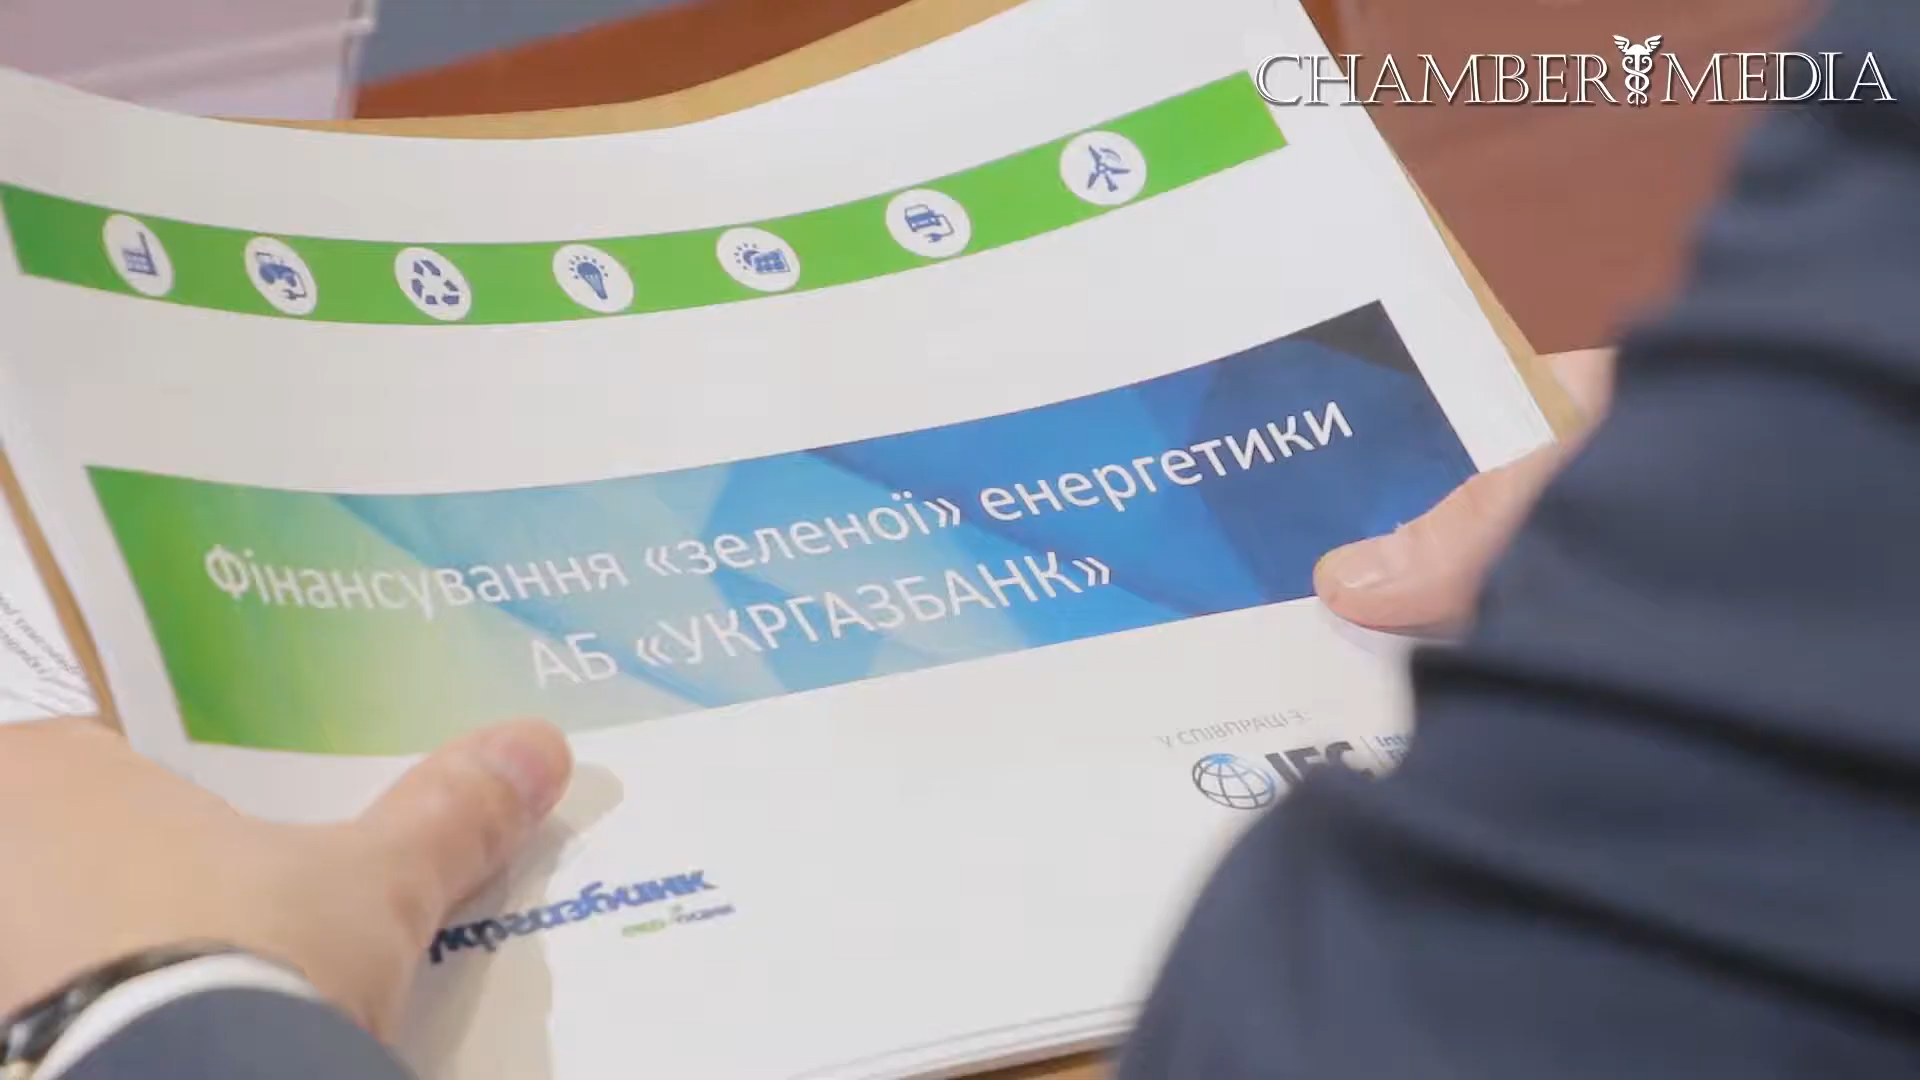 CHAMBER MEDIA
Фінансування «зеленої» енергетики
АБ «УКРГАЗБАНК»
У СПІВПРАЦІ З:
IFC
укргазбанк